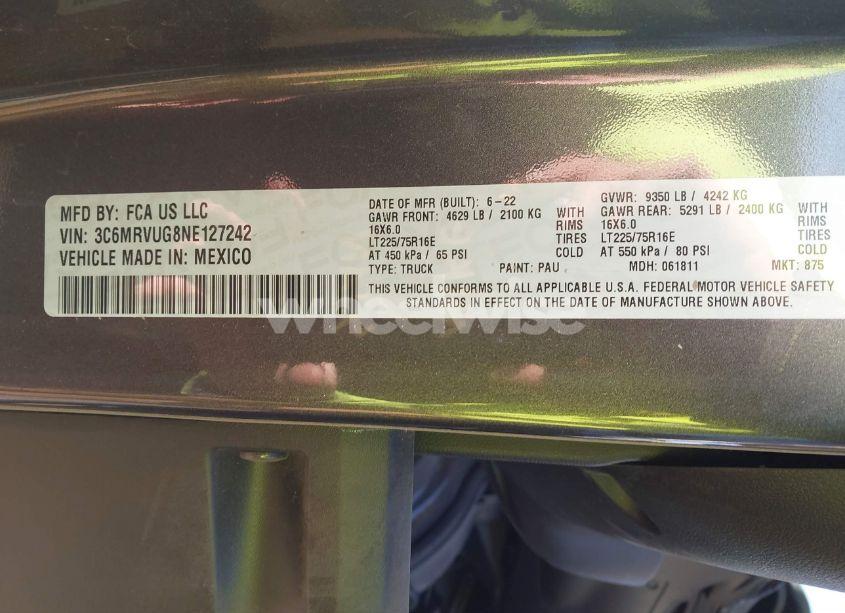 MFD BY: FCA US LLC
VIN: 3C6MRVUG8NE127242
VEHICLE MADE IN: MEXICO
DATE OF MFR (BUILT): 6-22
GAWR FRONT: 4629 LB / 2100 KG WITH
16X6.0 RIMS
LT225/75R16E TIRES
AT 450 kPa / 65 PSI COLD
TYPE: TRUCK PAINT: PAU
GVWR: 9350 LB / 4242 KG
GAWR REAR: 5291 LB / 2400 KG WITH
16X6.0 RIMS
LT225/75R16E TIRES
AT 550 kPa / 80 PSI COLD
MDH: 061811 MKT: 875
THIS VEHICLE CONFORMS TO ALL APPLICABLE U.S.A. FEDERAL MOTOR VEHICLE SAFETY
STANDARDS IN EFFECT ON THE DATE OF MANUFACTURE SHOWN ABOVE.
wheelwise